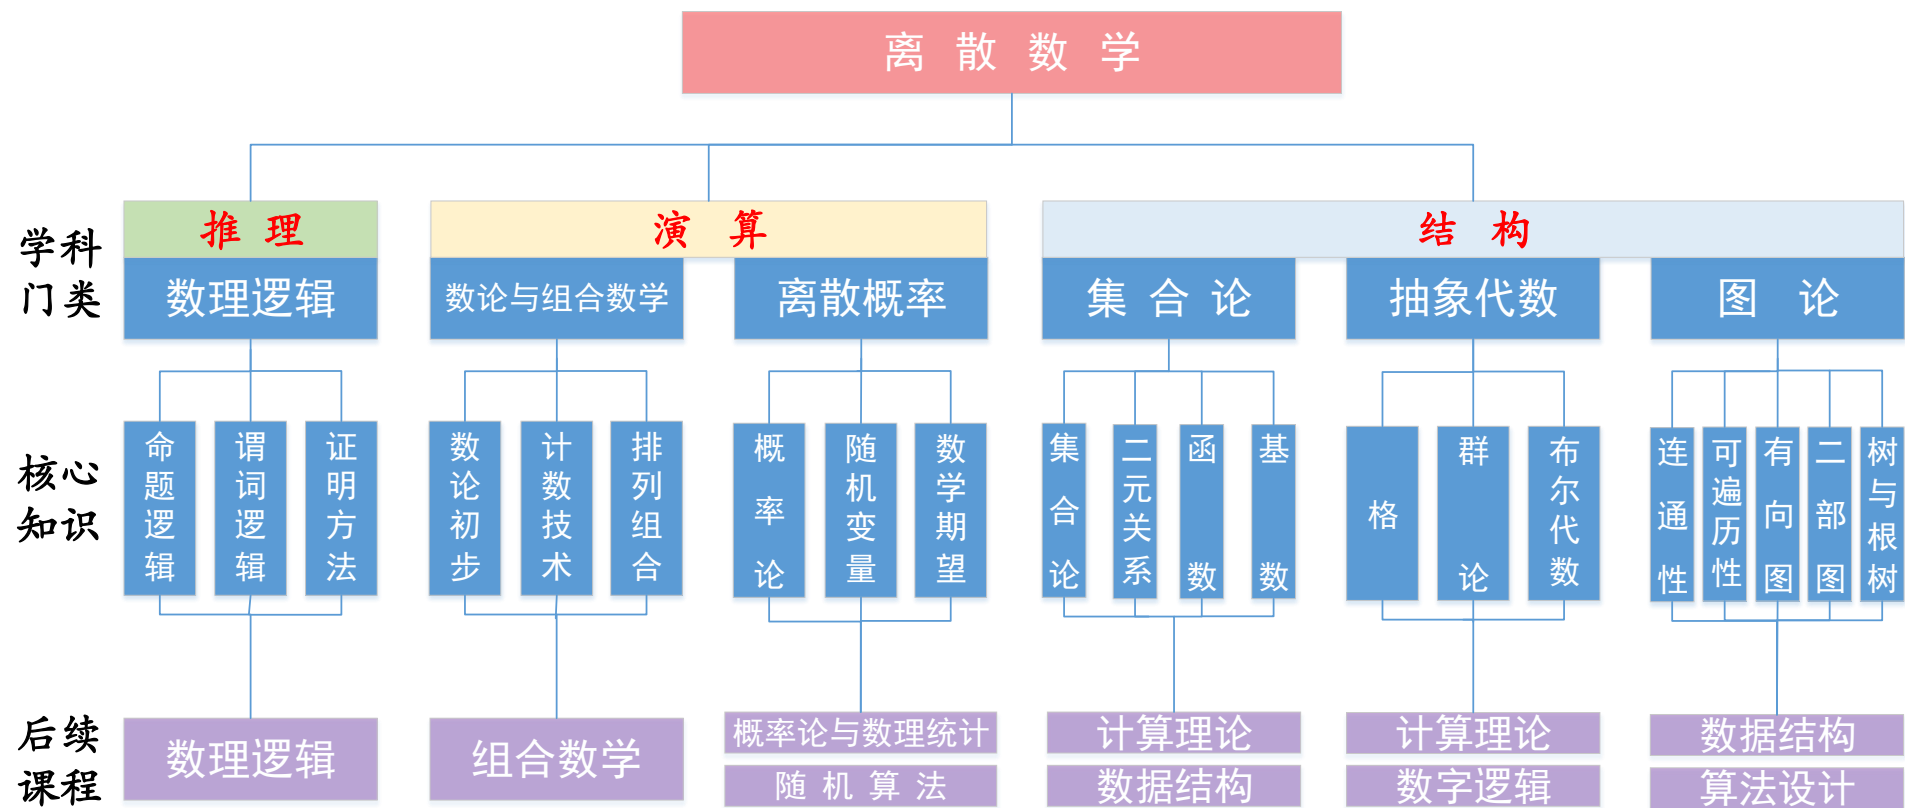 离散数学
学科
门类
推理
演算
结构
数理逻辑
数论与组合数学
离散概率
集合论
抽象代数
图论
核心
知识
命题逻辑
谓词逻辑
证明方法
数论初步
计数技术
排列组合
概率论
随机变量
数学期望
集合论
二元关系
函数
基数
格
群论
布尔代数
连通性
可遍历性
有向图
二部图
树与根树
后续
课程
数理逻辑
组合数学
概率论与数理统计
随机算法
计算理论
数据结构
计算理论
数字逻辑
数据结构
算法设计